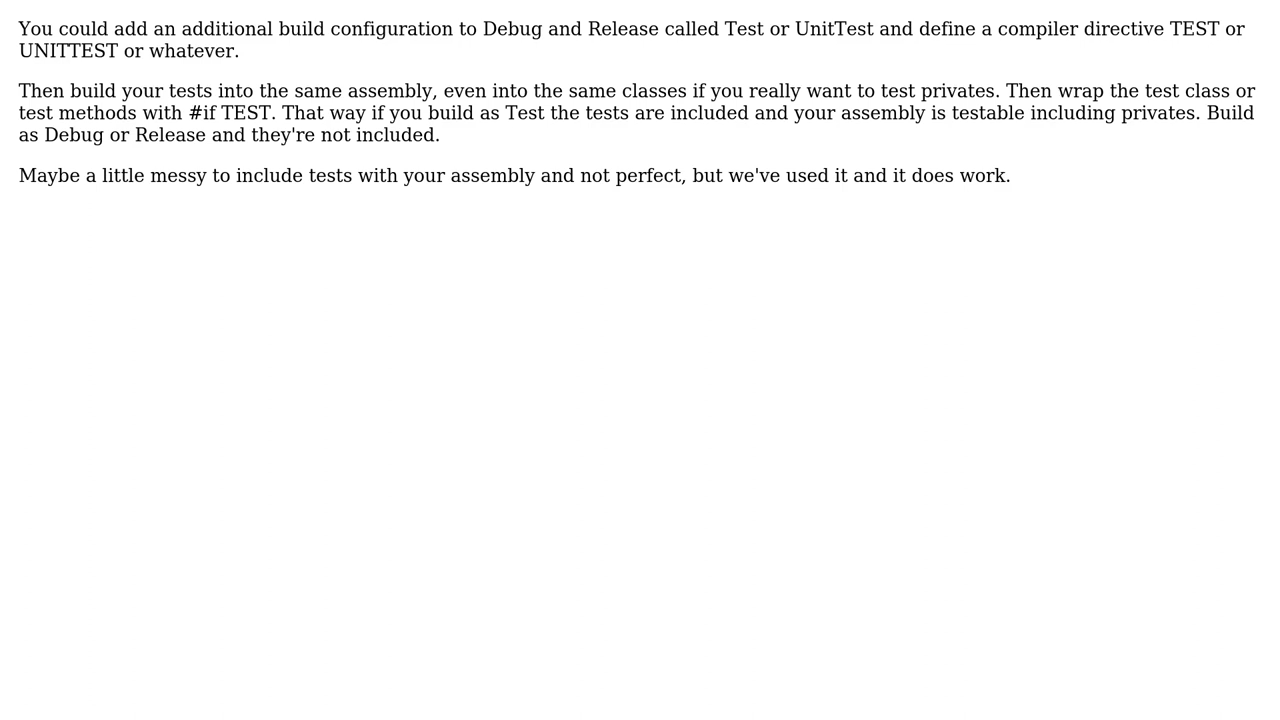 You could add an additional build configuration to Debug and Release called Test or UnitTest and define a compiler directive TEST or
UNITTEST or whatever.
Then build your tests into the same assembly, even into the same classes if you really want to test privates. Then wrap the test class or
test methods with #if TEST. That way if you build as Test the tests are included and your assembly is testable including privates. Build
as Debug or Release and they're not included.
Maybe a little messy to include tests with your assembly and not perfect, but we've used it and it does work.